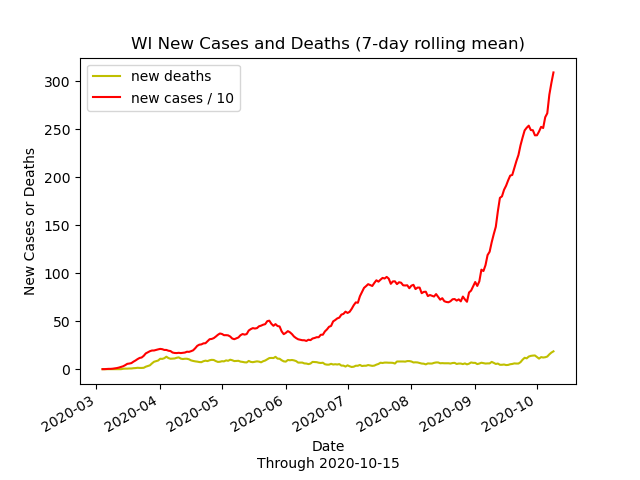 WI New Cases and Deaths (7-day rolling mean)
new deaths
new cases / 10
300
250
200
150
100
50
0
New Cases or Deaths
2020-03
2020-04
2020-05
2020-06
2020-07
2020-08
2020-09
2020-10
Date
Through 2020-10-15